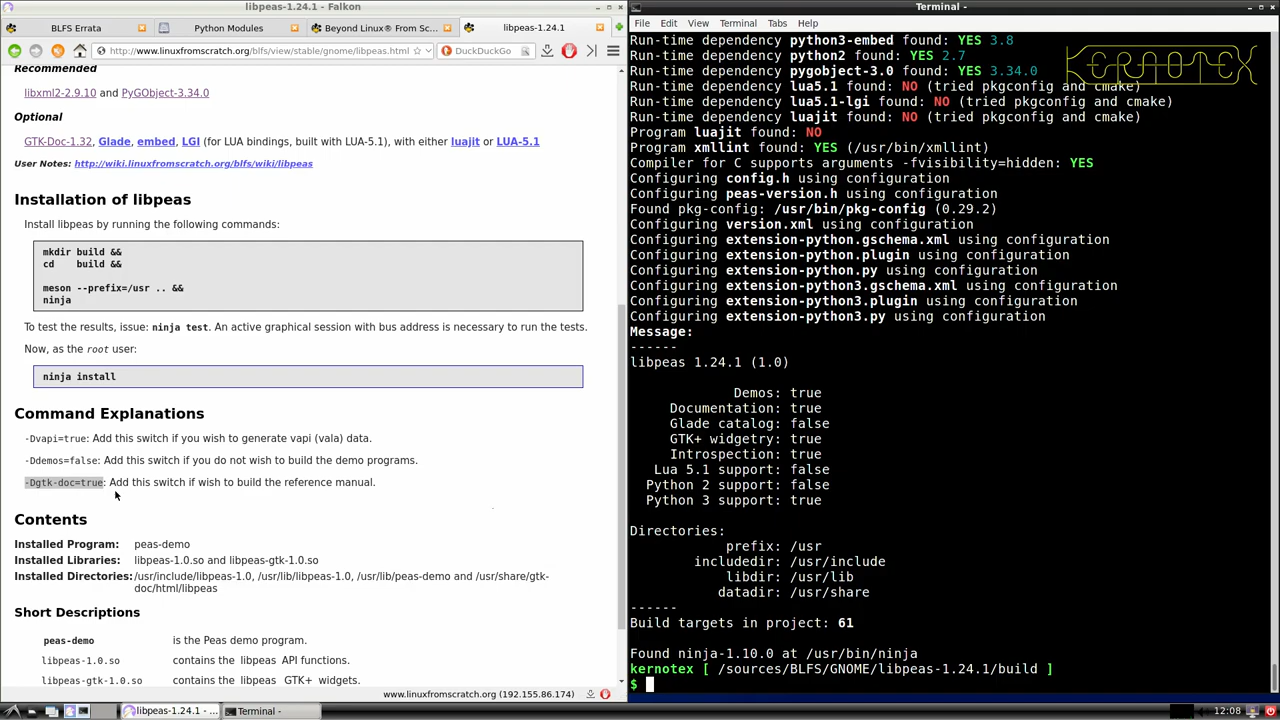 libpeas-1.24.1 - Falkon
BLFS Errata
Python Modules
Beyond Linux® From Sc...
libpeas-1.24.1
http://www.linuxfromscratch.org/blfs/view/stable/gnome/libpeas.html
DuckDuckGo
Recommended
libxml2-2.9.10 and PyGObject-3.34.0
Optional
GTK-Doc-1.32, Glade, embed, LGI (for LUA bindings, built with LUA-5.1), with either luajit or LUA-5.1
User Notes: http://wiki.linuxfromscratch.org/blfs/wiki/libpeas
Installation of libpeas
Install libpeas by running the following commands:
mkdir build &&
cd    build &&
meson --prefix=/usr .. &&
ninja
To test the results, issue: ninja test. An active graphical session with bus address is necessary to run the tests.
Now, as the root user:
ninja install
Command Explanations
-Dvapi=true: Add this switch if you wish to generate vapi (vala) data.
-Ddemos=false: Add this switch if you do not wish to build the demo programs.
-Dgtk-doc=true: Add this switch if wish to build the reference manual.
Contents
Installed Program: peas-demo
Installed Libraries: libpeas-1.0.so and libpeas-gtk-1.0.so
Installed Directories: /usr/include/libpeas-1.0, /usr/lib/libpeas-1.0, /usr/lib/peas-demo and /usr/share/gtk-
doc/html/libpeas
Short Descriptions
peas-demo is the Peas demo program.
libpeas-1.0.so contains the libpeas API functions.
libpeas-gtk-1.0.so contains the libpeas GTK+ widgets.
www.linuxfromscratch.org (192.155.86.174)
Terminal -
File Edit View Terminal Tabs Help
KERNOTEX
Run-time dependency python3-embed found: YES 3.8
Run-time dependency python2 found: YES 2.7
Run-time dependency pygobject-3.0 found: YES 3.34.0
Run-time dependency lua5.1 found: NO (tried pkgconfig and cmake)
Run-time dependency lua5.1-lgi found: NO (tried pkgconfig and cmake)
Run-time dependency luajit found: NO (tried pkgconfig and cmake)
Program luajit found: NO
Program xmllint found: YES (/usr/bin/xmllint)
Compiler for C supports arguments -fvisibility=hidden: YES
Configuring config.h using configuration
Configuring peas-version.h using configuration
Found pkg-config: /usr/bin/pkg-config (0.29.2)
Configuring version.xml using configuration
Configuring extension-python.gschema.xml using configuration
Configuring extension-python.plugin using configuration
Configuring extension-python.py using configuration
Configuring extension-python3.gschema.xml using configuration
Configuring extension-python3.plugin using configuration
Configuring extension-python3.py using configuration
Message:
------
libpeas 1.24.1 (1.0)
Demos: true
Documentation: true
Glade catalog: false
GTK+ widgetry: true
Introspection: true
Lua 5.1 support: false
Python 2 support: false
Python 3 support: true
Directories:
prefix: /usr
includedir: /usr/include
libdir: /usr/lib
datadir: /usr/share
------
Build targets in project: 61
Found ninja-1.10.0 at /usr/bin/ninja
kernotex [ /sources/BLFS/GNOME/libpeas-1.24.1/build ]
$
libpeas-1.24.1 - ...
Terminal -
12:08